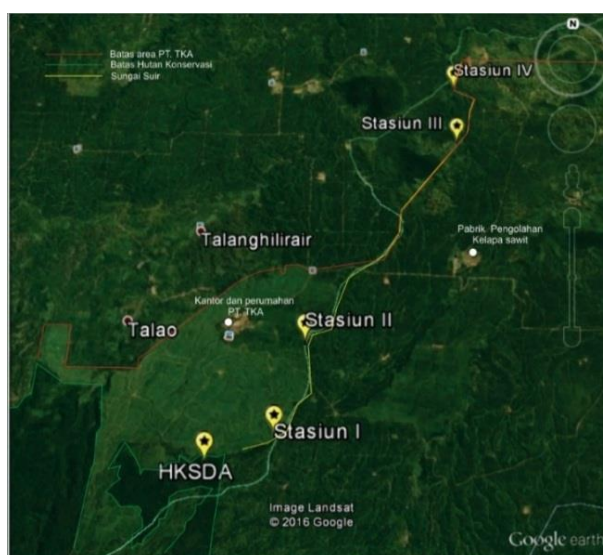 N
Batas area PT. TKA
Batas Hutan Konservasi
Sungai Suir
Stasiun IV
Stasiun III
Talanghilirair
Pabrik Pengolahan
Kelapa sawit
Kantor dan perumahan
PT. TKA
Talao
Stasiun II
Stasiun I
HKSDA
Image Landsat
© 2016 Google
Google earth